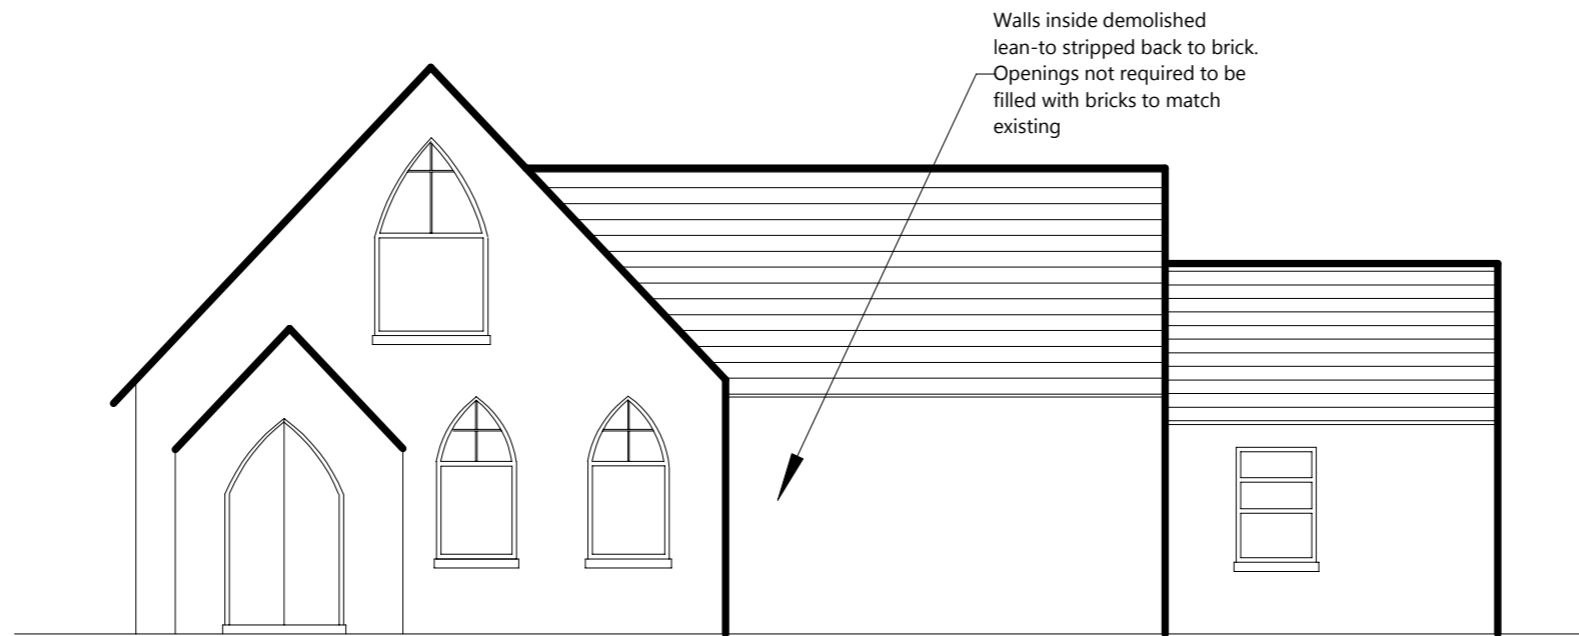 Walls inside demolished
lean-to stripped back to brick.
Openings not required to be
filled with bricks to match
existing